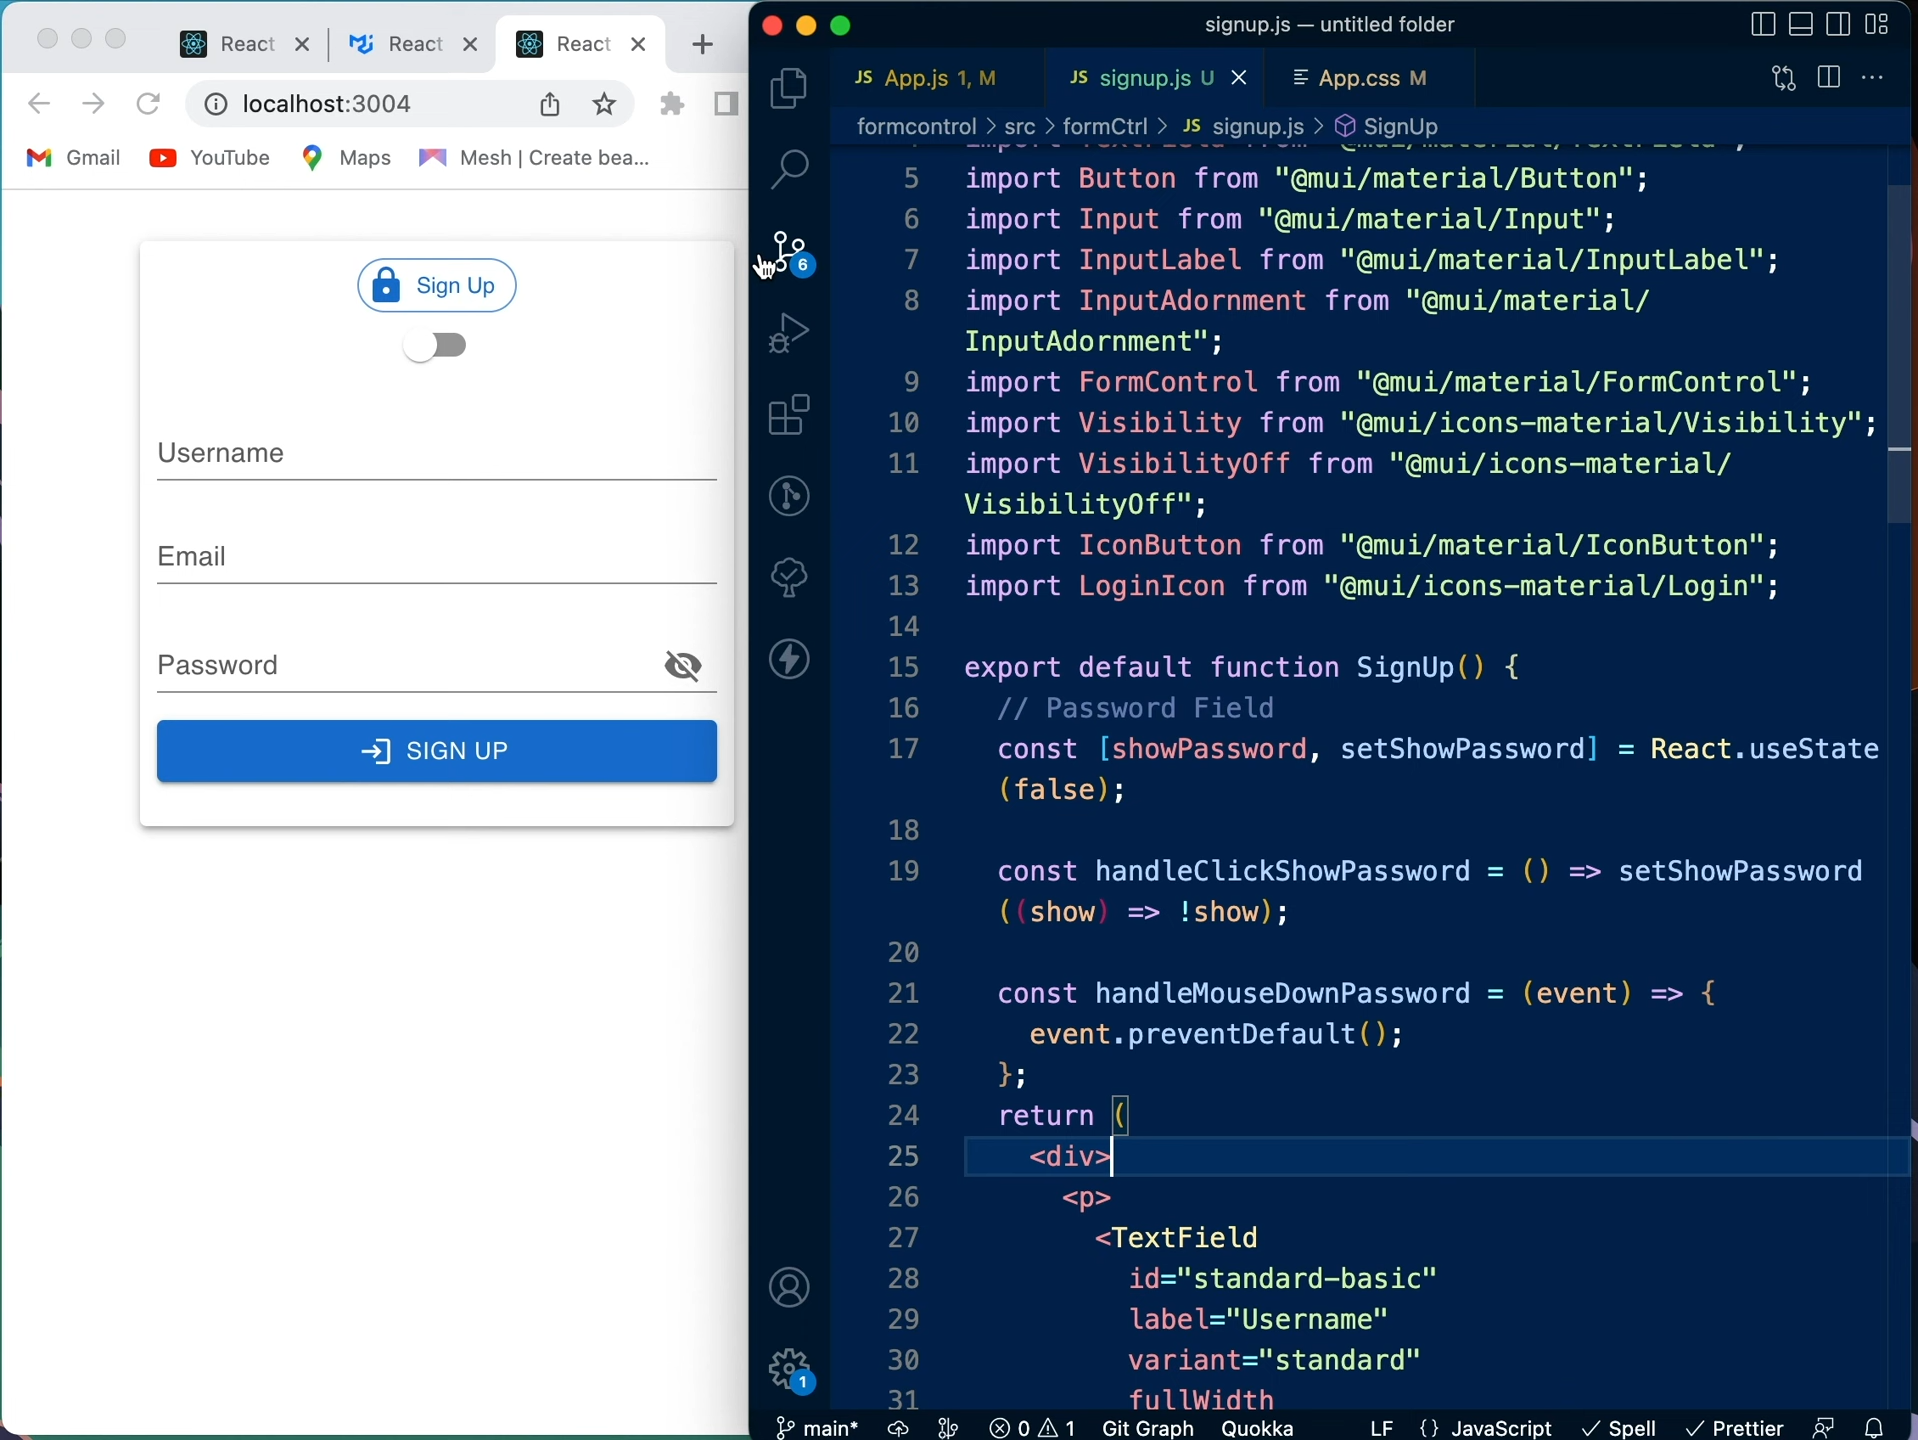 React
React
React
localhost:3004
Gmail
YouTube
Maps
Mesh | Create bea...
Sign Up
Username
Email
Password
SIGN UP
signup.js — untitled folder
JS App.js 1, M
JS signup.js U
App.css M
formcontrol > src > formCtrl > JS signup.js > SignUp
5 import Button from "@mui/material/Button";
6 import Input from "@mui/material/Input";
7 import InputLabel from "@mui/material/InputLabel";
8 import InputAdornment from "@mui/material/
InputAdornment";
9 import FormControl from "@mui/material/FormControl";
10 import Visibility from "@mui/icons-material/Visibility";
11 import VisibilityOff from "@mui/icons-material/
VisibilityOff";
12 import IconButton from "@mui/material/IconButton";
13 import LoginIcon from "@mui/icons-material/Login";
14
15 export default function SignUp() {
16 // Password Field
17 const [showPassword, setShowPassword] = React.useState
(false);
18
19 const handleClickShowPassword = () => setShowPassword
((show) => !show);
20
21 const handleMouseDownPassword = (event) => {
22 event.preventDefault();
23 };
24 return (
25 <div>
26 <p>
27 <TextField
28 id="standard-basic"
29 label="Username"
30 variant="standard"
31 fullWidth
6
1
main* 0 1 Git Graph Quokka LF {} JavaScript Spell Prettier